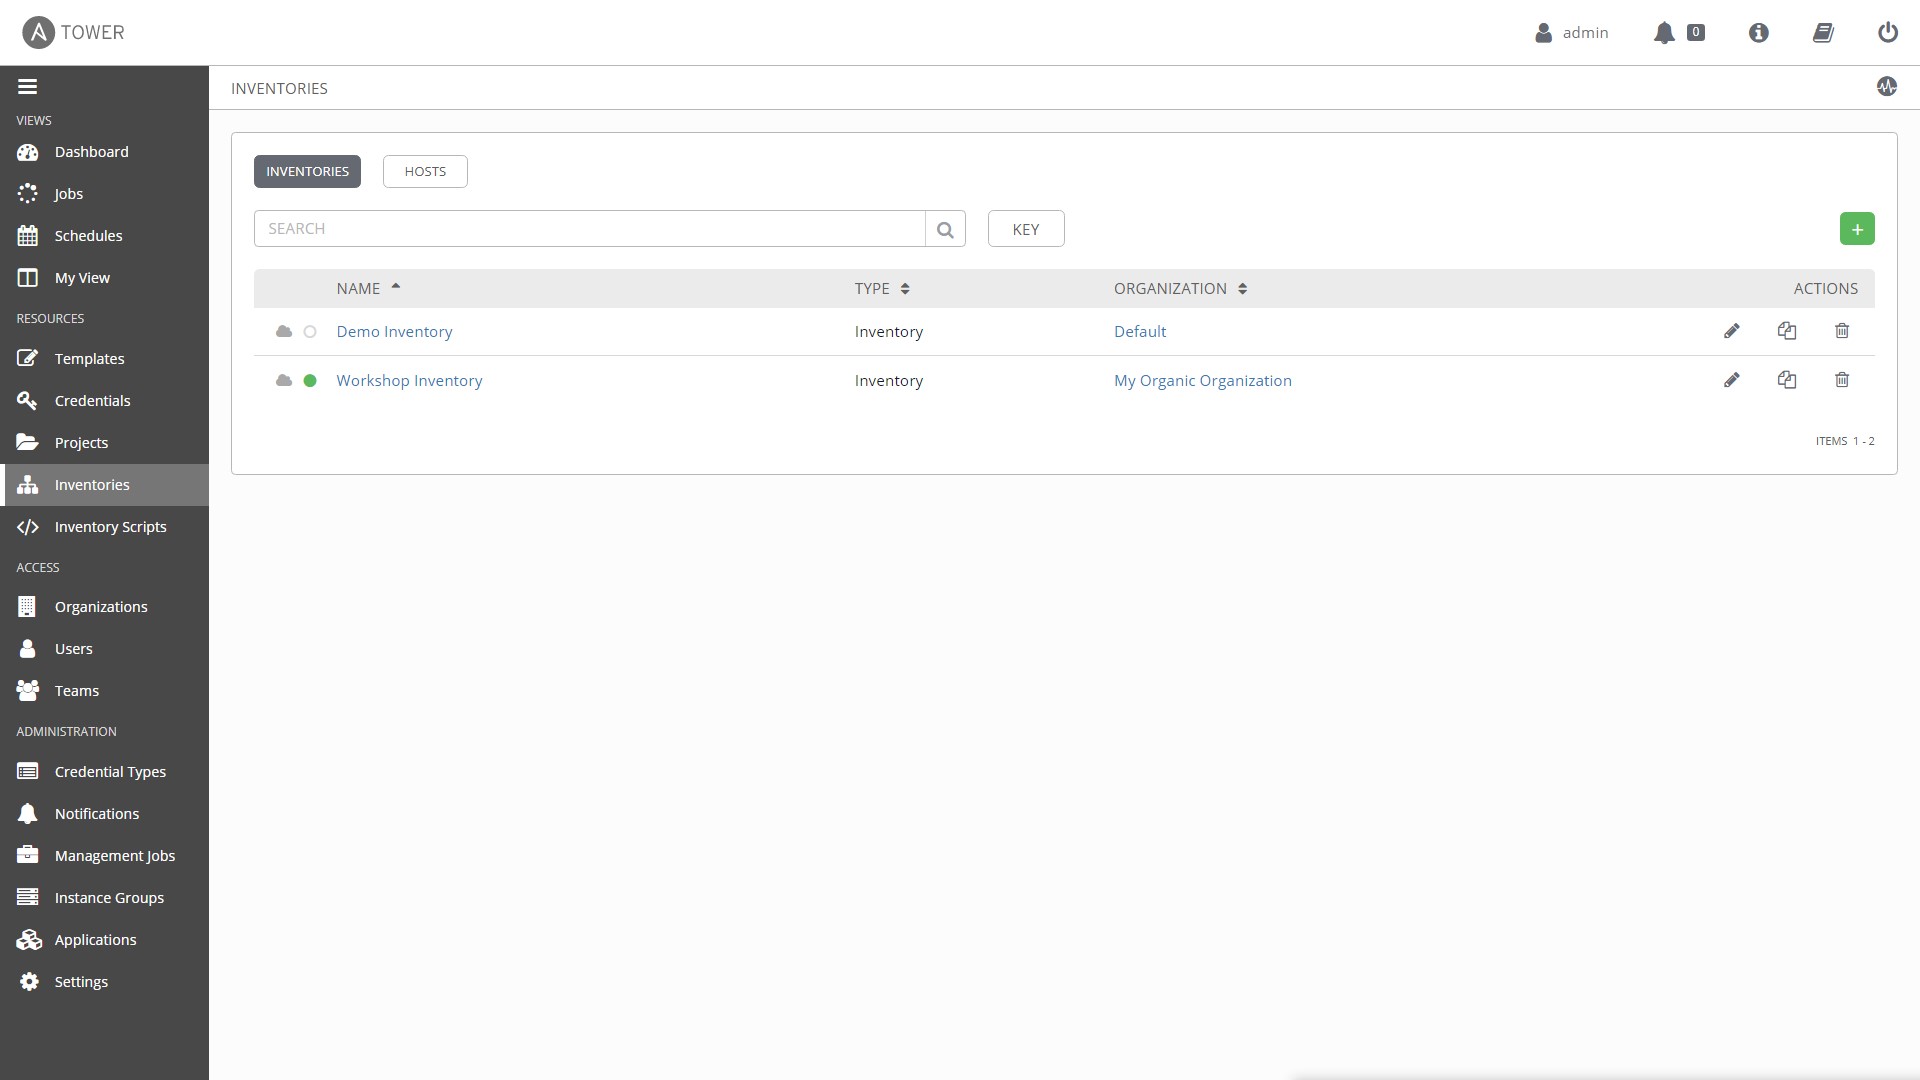 TOWER
admin
0
VIEWS
Dashboard
Jobs
Schedules
My View
RESOURCES
Templates
Credentials
Projects
Inventories
Inventory Scripts
ACCESS
Organizations
Users
Teams
ADMINISTRATION
Credential Types
Notifications
Management Jobs
Instance Groups
Applications
Settings
INVENTORIES
INVENTORIES HOSTS
SEARCH KEY +
NAME TYPE ORGANIZATION ACTIONS
Demo Inventory Inventory Default
Workshop Inventory Inventory My Organic Organization
ITEMS 1 - 2